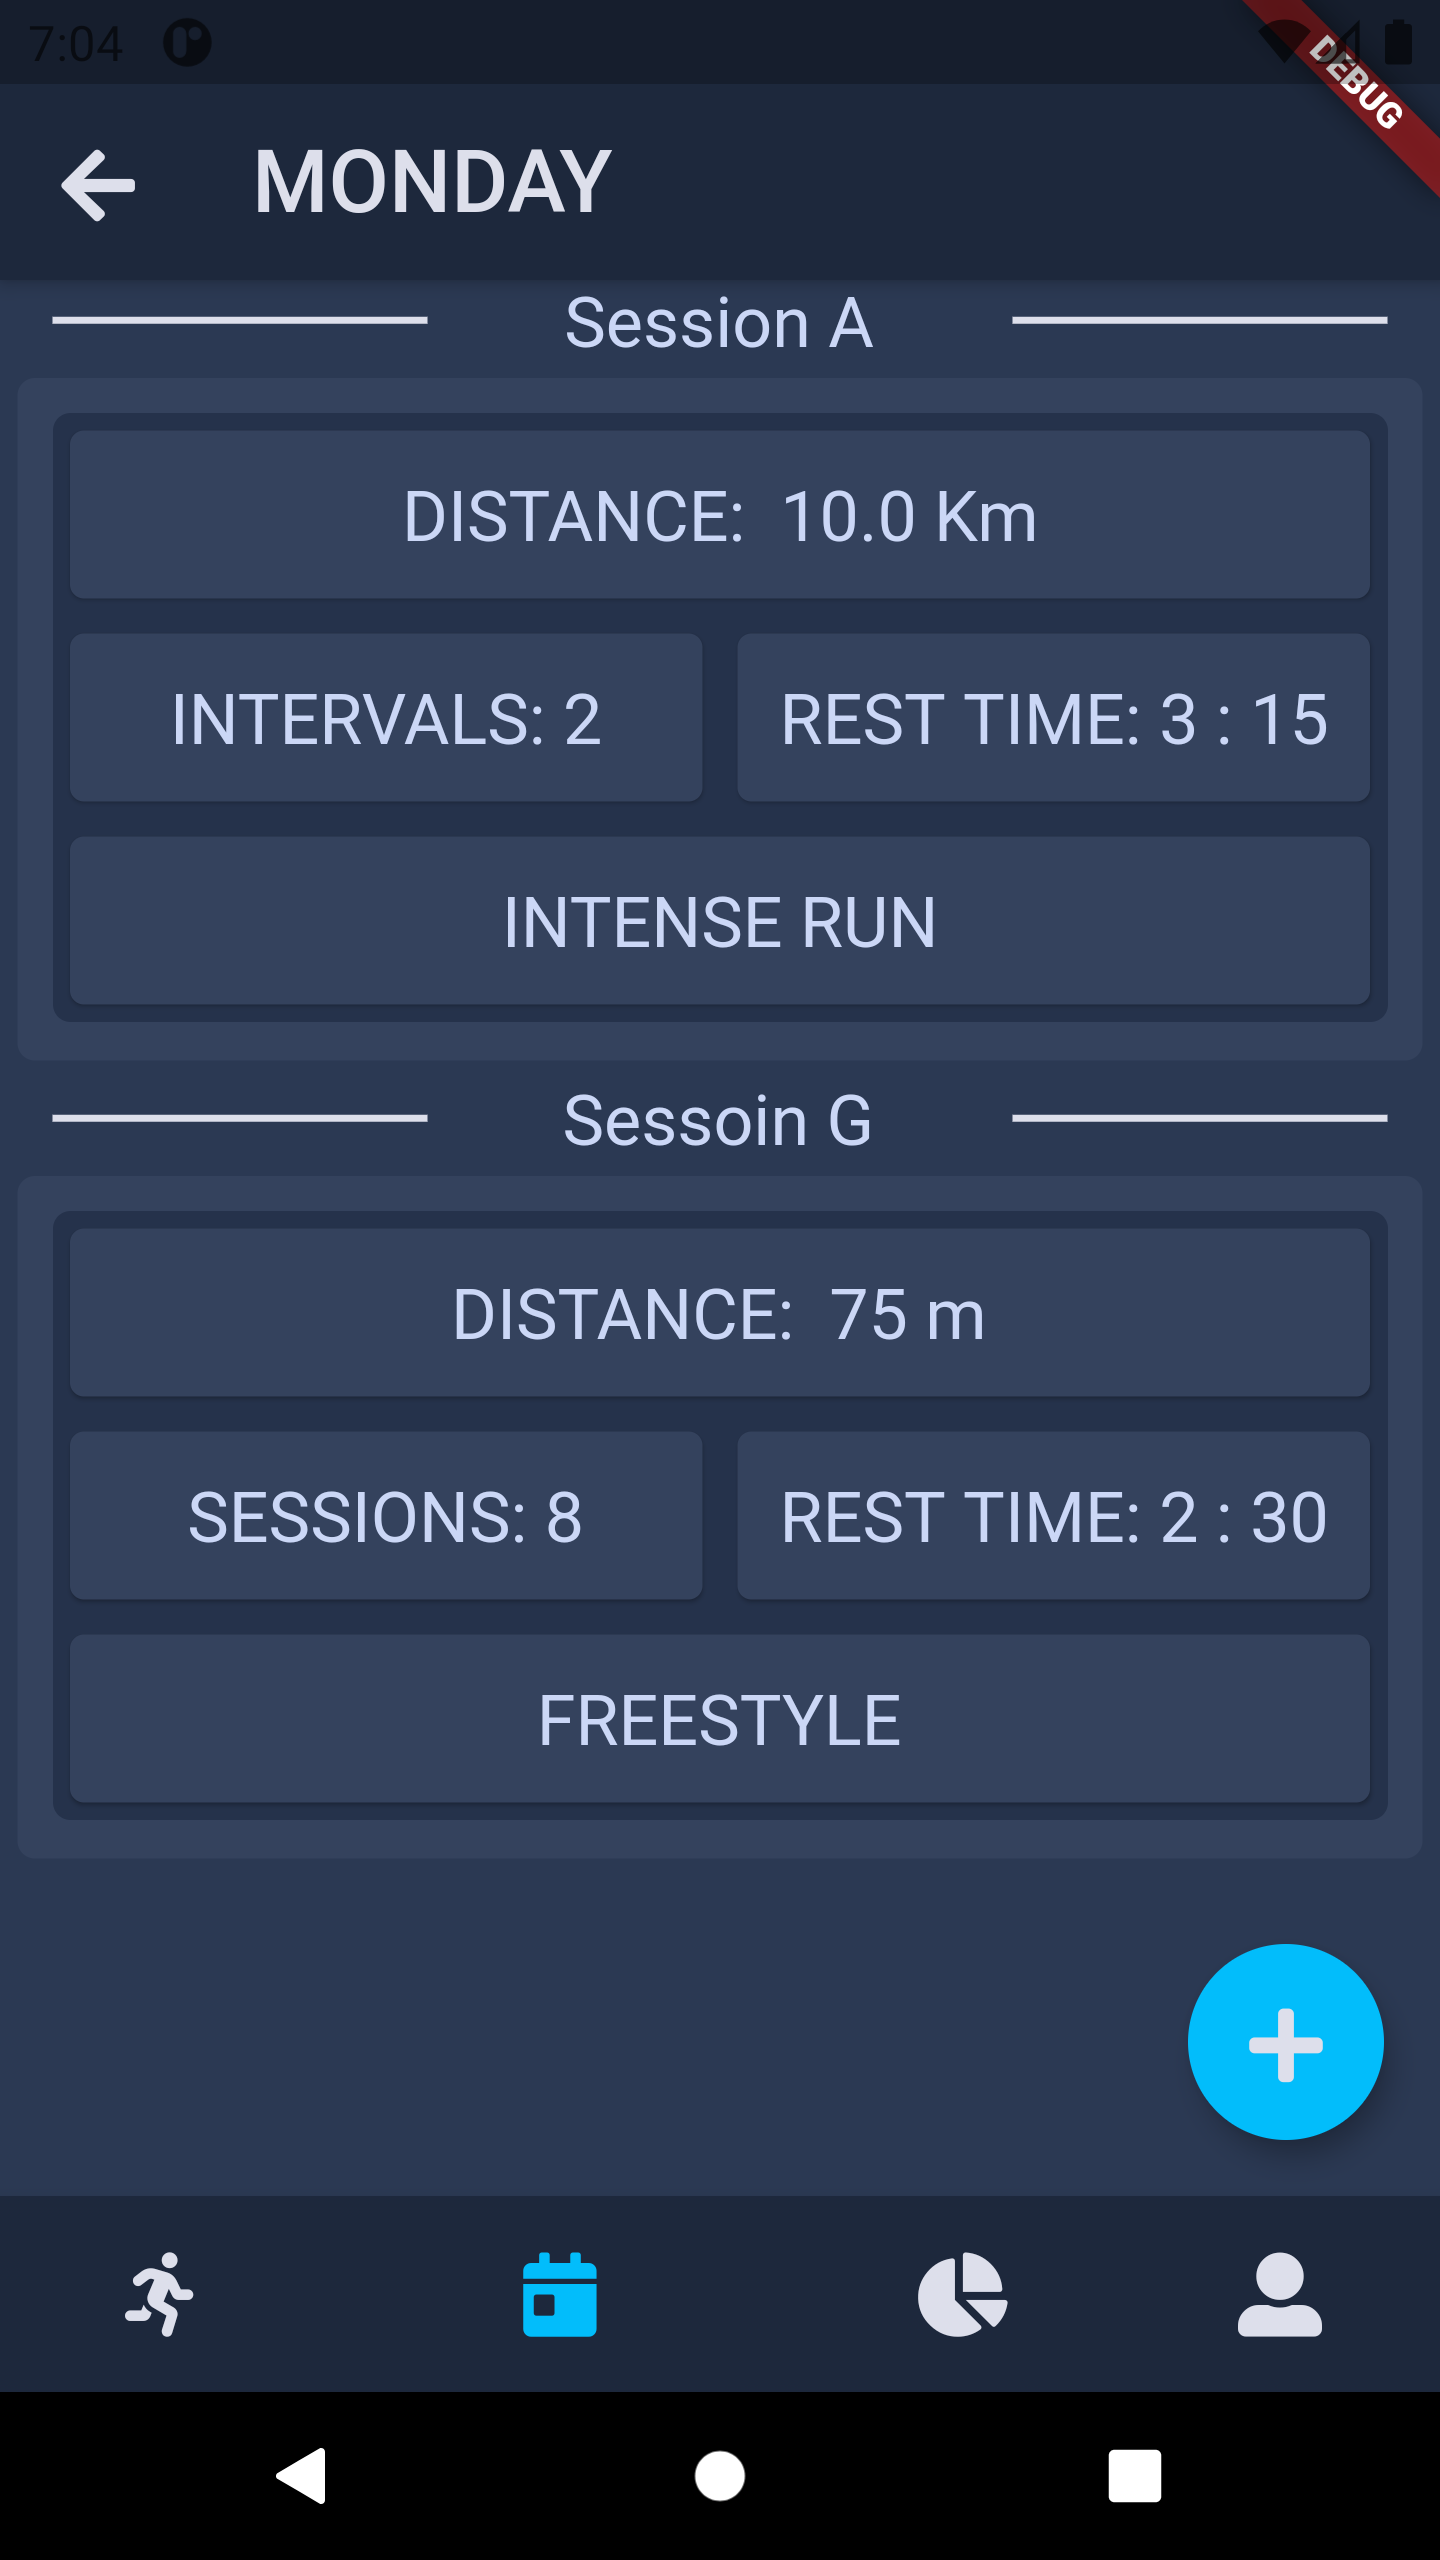 7:04
DEBUG
MONDAY
Session A
DISTANCE:  10.0 Km
INTERVALS: 2
REST TIME: 3 : 15
INTENSE RUN
Sessoin G
DISTANCE:  75 m
SESSIONS: 8
REST TIME: 2 : 30
FREESTYLE